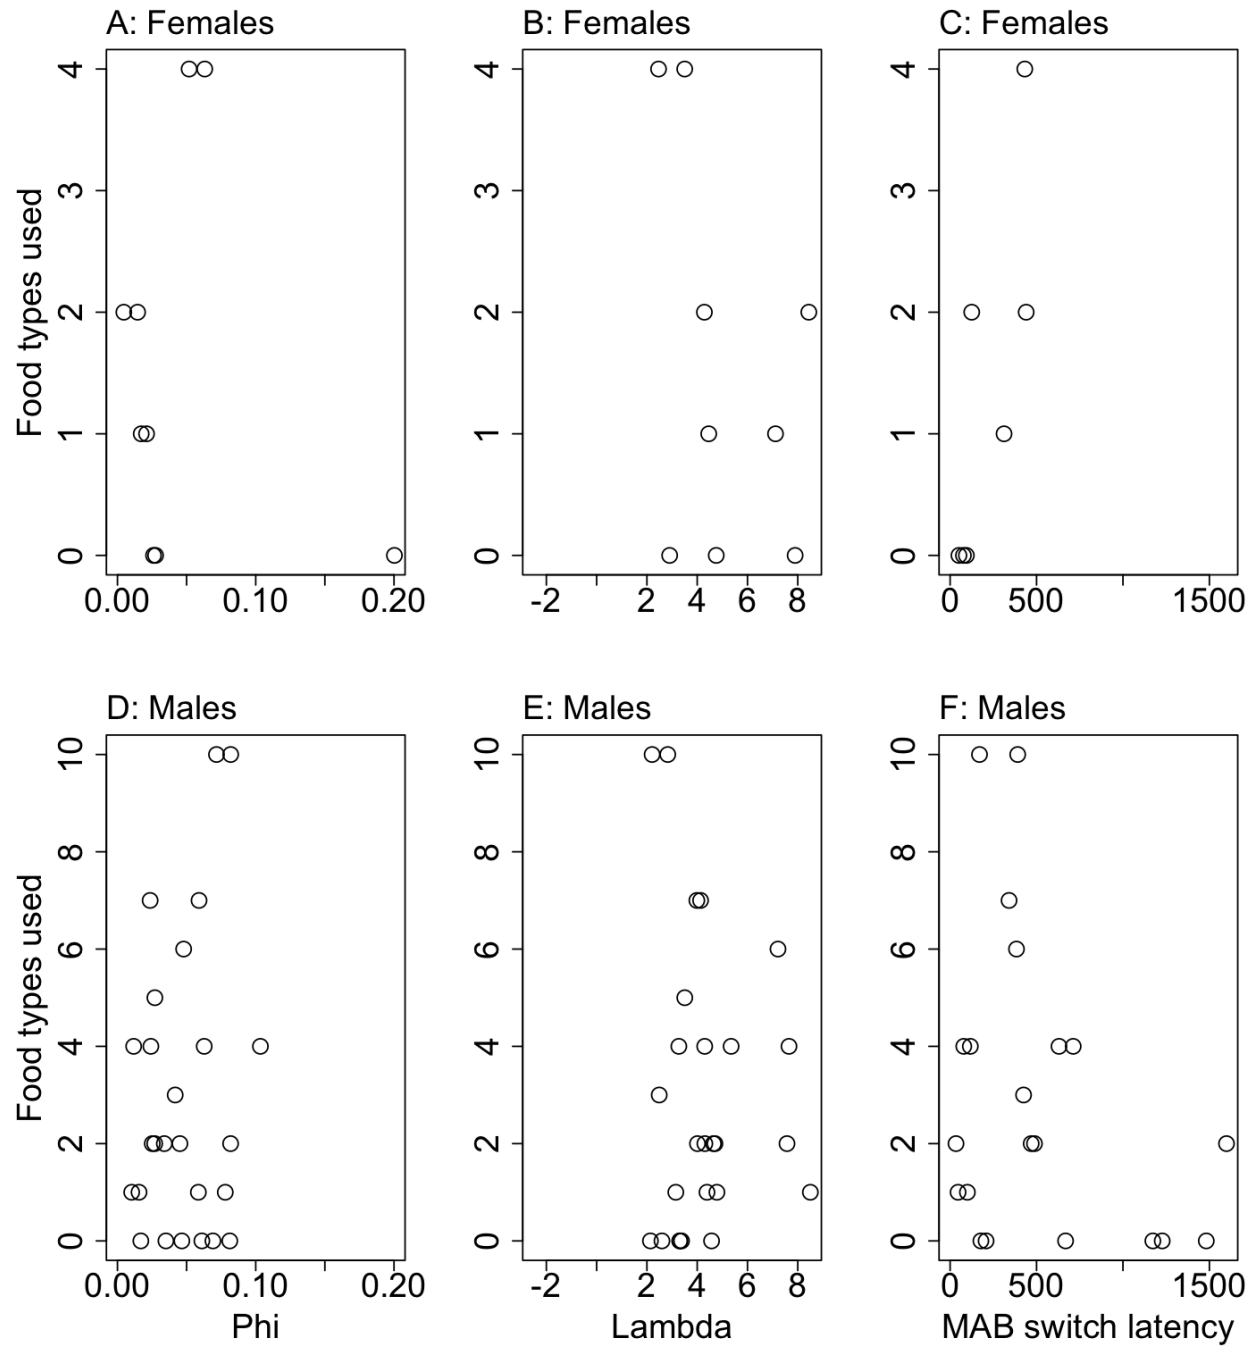 A: Females
B: Females
C: Females
Food types used
4
3
2
1
0
4
3
2
1
0
4
3
2
1
0
0.00 0.10 0.20
-2 2 4 6 8
0 500 1500
D: Males
E: Males
F: Males
Food types used
10
8
6
4
2
0
10
8
6
4
2
0
10
8
6
4
2
0
0.00 0.10 0.20
-2 2 4 6 8
0 500 1500
Phi
Lambda
MAB switch latency